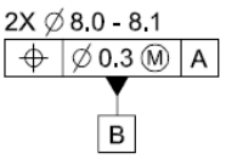 2X ⌀ 8.0 - 8.1
⌖ ⌀ 0.3 Ⓜ A
B